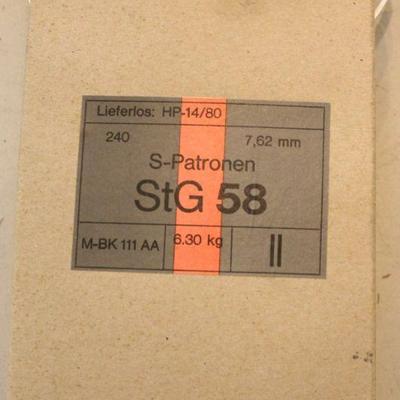 Lieferlos: HP-14/80
240 7,62 mm
S-Patronen
StG 58
M-BK 111 AA 6.30 kg II